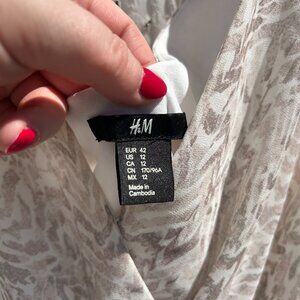 H&M
EUR 42
US 12
CA 12
CN 170/96A
MX 12
Made in
Cambodia